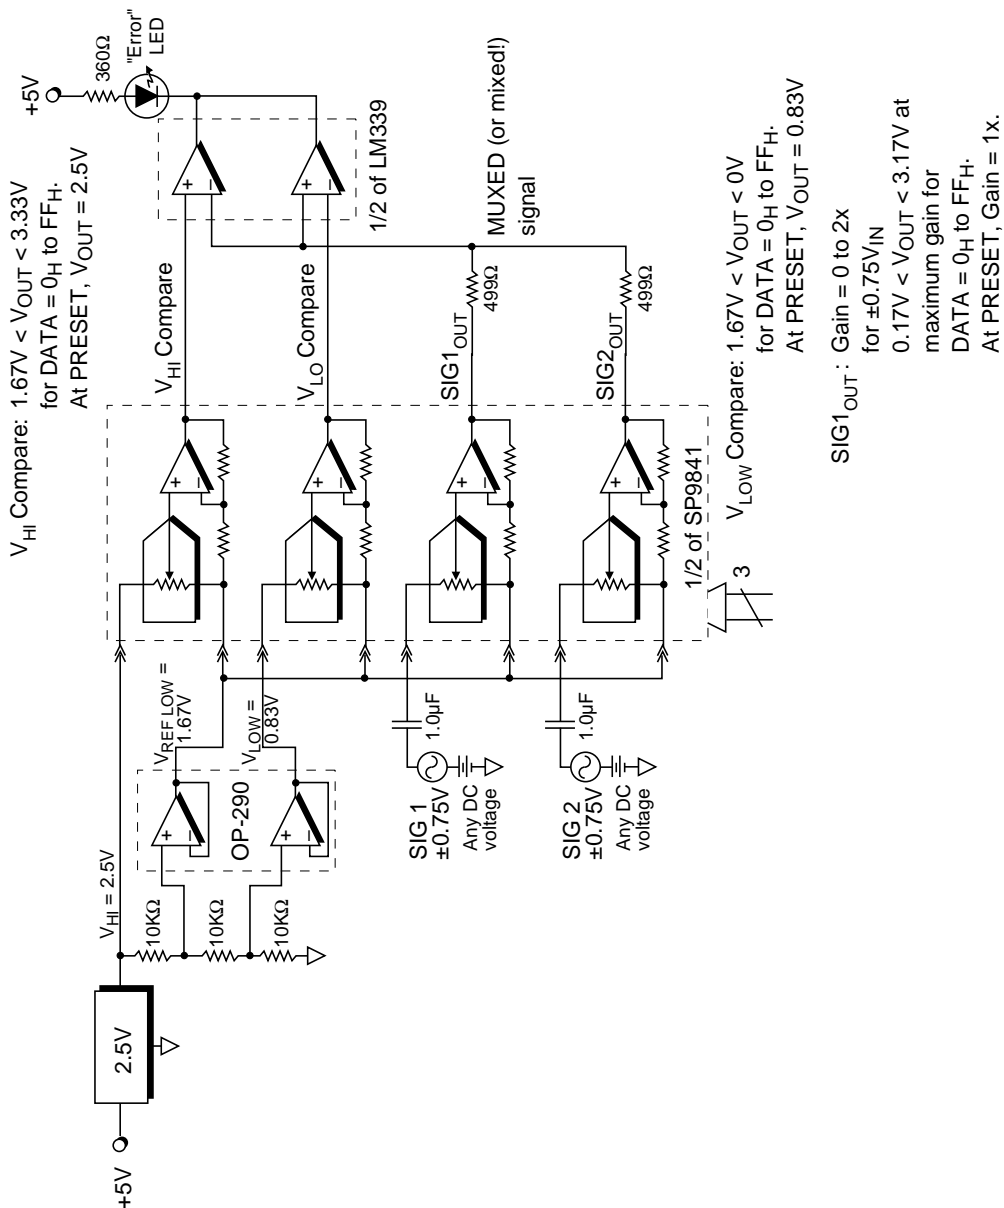 +5V
2.5V
V_HI = 2.5V
10KΩ
10KΩ
10KΩ
OP-290
+
–
+
–
V_REF LOW =
1.67V
V_LOW =
0.83V
SIG 1
±0.75V
Any DC
voltage
1.0µF
SIG 2
±0.75V
Any DC
voltage
1.0µF
V_HI Compare: 1.67V < V_OUT < 3.33V
for DATA = 0_H to FF_H.
At PRESET, V_OUT = 2.5V
+
–
+
–
+
–
+
–
1/2 of SP9841
3
V_HI Compare
V_LO Compare
SIG1_OUT
SIG2_OUT
499Ω
499Ω
+
–
+
–
1/2 of LM339
+5V
360Ω
"Error"
LED
MUXED (or mixed!)
signal
V_LOW Compare: 1.67V < V_OUT < 0V
for DATA = 0_H to FF_H.
At PRESET, V_OUT = 0.83V
SIG1_OUT : Gain = 0 to 2x
for ±0.75V_IN
0.17V < V_OUT < 3.17V at
maximum gain for
DATA = 0_H to FF_H.
At PRESET, Gain = 1x.